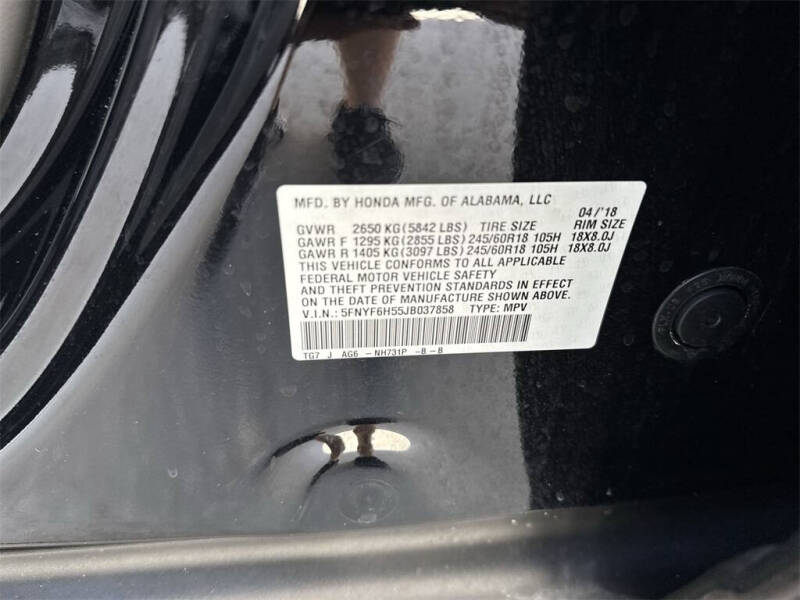 MFD. BY HONDA MFG. OF ALABAMA, LLC
04/'18
GVWR 2650 KG(5842 LBS) TIRE SIZE RIM SIZE
GAWR F 1295 KG(2855 LBS)245/60R18 105H 18X8.0J
GAWR R 1405 KG(3097 LBS)245/60R18 105H 18X8.0J
THIS VEHICLE CONFORMS TO ALL APPLICABLE
FEDERAL MOTOR VEHICLE SAFETY
AND THEFT PREVENTION STANDARDS IN EFFECT
ON THE DATE OF MANUFACTURE SHOWN ABOVE.
V.I.N.: 5FNYF6H55JB037858 TYPE: MPV
TG7 J AG6 -NH731P -B-B